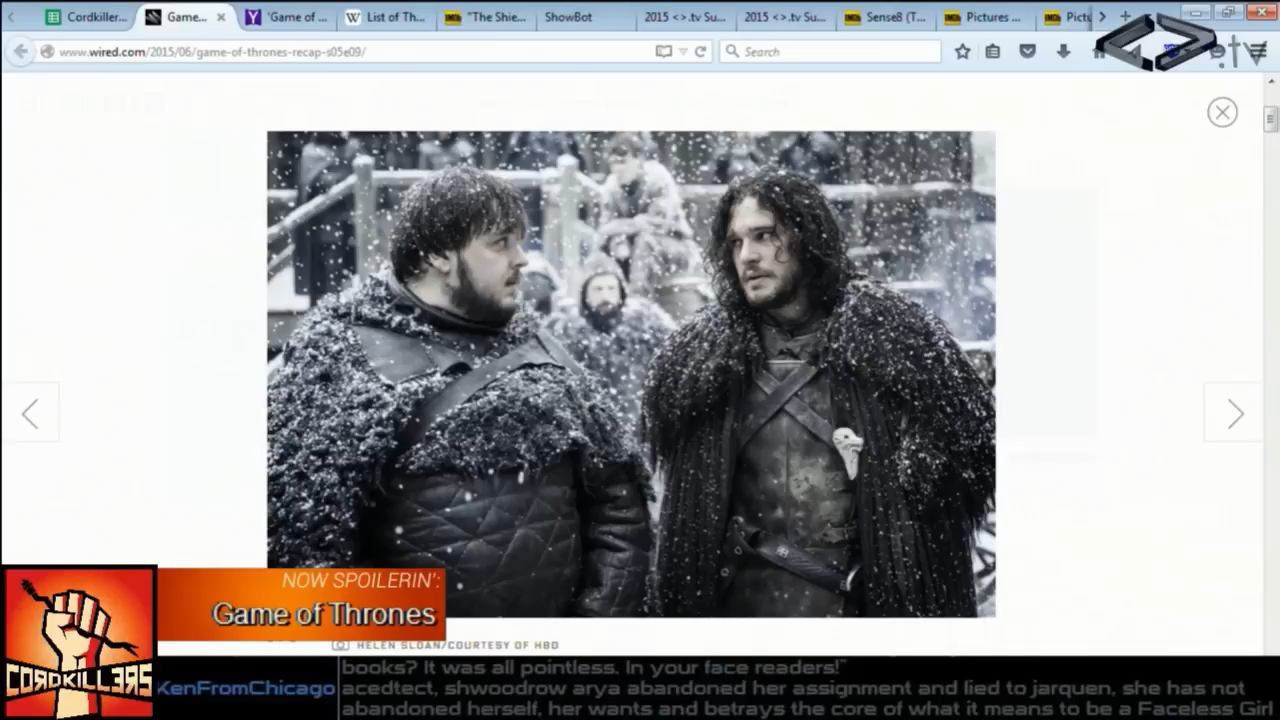 Cordkiller...
Game...
'Game of ...
List of Th...
"The Shie...
ShowBot
2015 <>.tv Su...
2015 <>.tv Su...
Sense8 (T...
Pictures ...
Pictu
www.wired.com/2015/06/game-of-thrones-recap-s05e09/
Search
.tv
NOW SPOILERIN':
Game of Thrones
HELEN SLOAN/COURTESY OF HBO
CORDKILL3RS
books? It was all pointless. In your face readers!"
KenFromChicago
acedtect, shwoodrow arya abandoned her assignment and lied to jarquen, she has not
abandoned herself, her wants and betrays the core of what it means to be a Faceless Girl